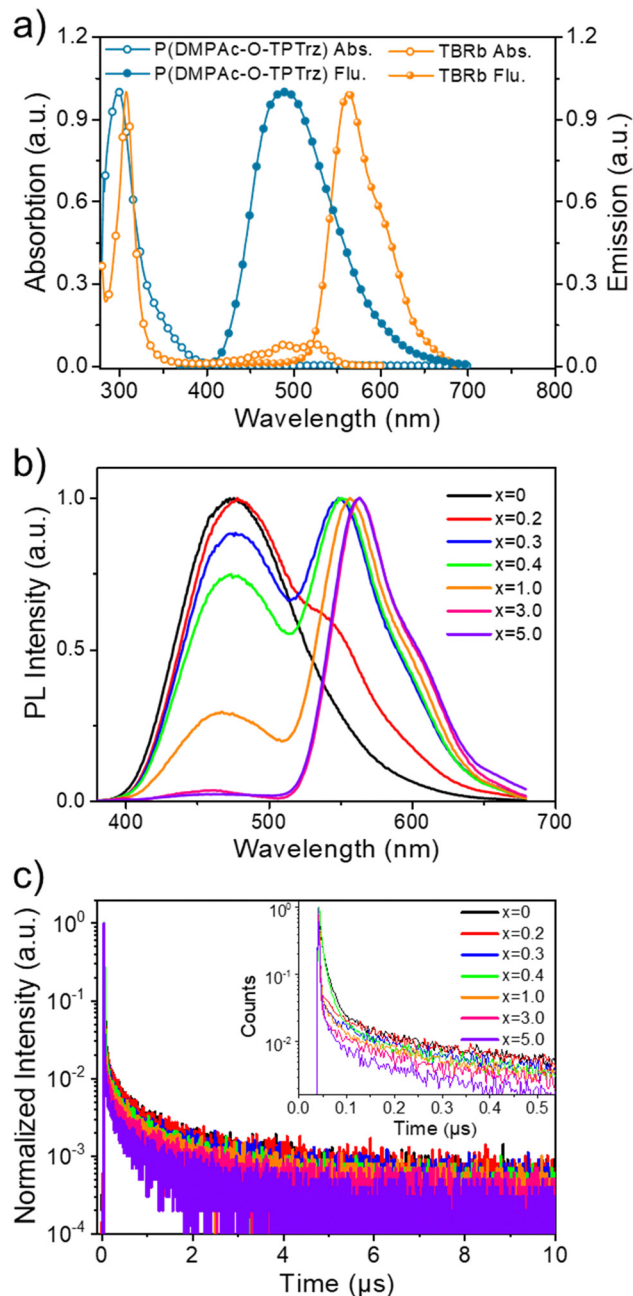 a)
P(DMPAc-O-TPTrz) Abs.
TBRb Abs.
P(DMPAc-O-TPTrz) Flu.
TBRb Flu.
1.2
0.9
0.6
0.3
0.0
1.2
0.9
0.6
0.3
0.0
Absorbtion (a.u.)
Emission (a.u.)
300 400 500 600 700 800
Wavelength (nm)
b)
1.0
0.5
0.0
PL Intensity (a.u.)
x=0
x=0.2
x=0.3
x=0.4
x=1.0
x=3.0
x=5.0
400 500 600 700
Wavelength (nm)
c)
10⁰
10⁻¹
10⁻²
10⁻³
10⁻⁴
Normalized Intensity (a.u.)
10⁰
10⁻¹
10⁻²
Counts
x=0
x=0.2
x=0.3
x=0.4
x=1.0
x=3.0
x=5.0
0.0 0.1 0.2 0.3 0.4 0.5
Time (μs)
0 2 4 6 8 10
Time (μs)